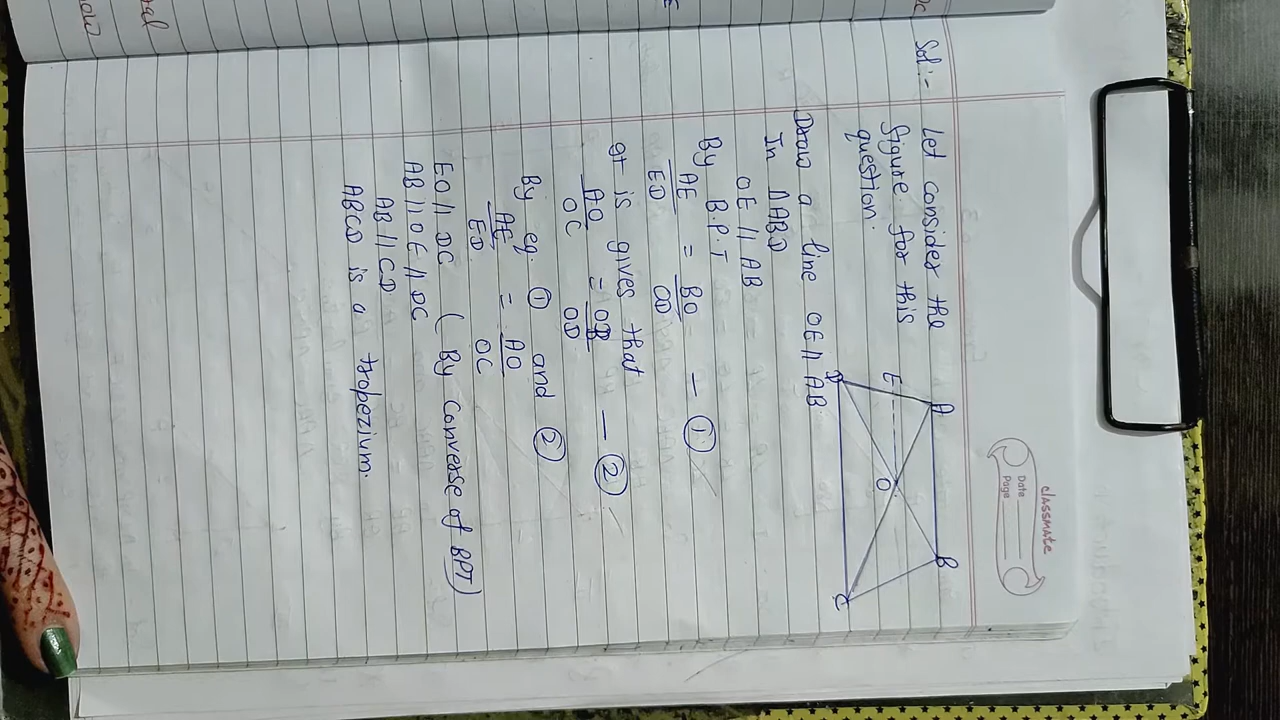 classmate
Date
Page
Sol:- Let consider the
figure for this
question.
A
B
E
O
D
C
Draw a line OE // AB.
In ΔABD
OE // AB
By B.P.T
AE/ED = BO/OD — ①
It is gives that
AO/OC = OB/OD — ②
By eq. ① and ②
AE/ED = AO/OC
EO // DC ( By converse of BPT)
AB // OE // DC
AB // CD.
ABCD is a trapezium.